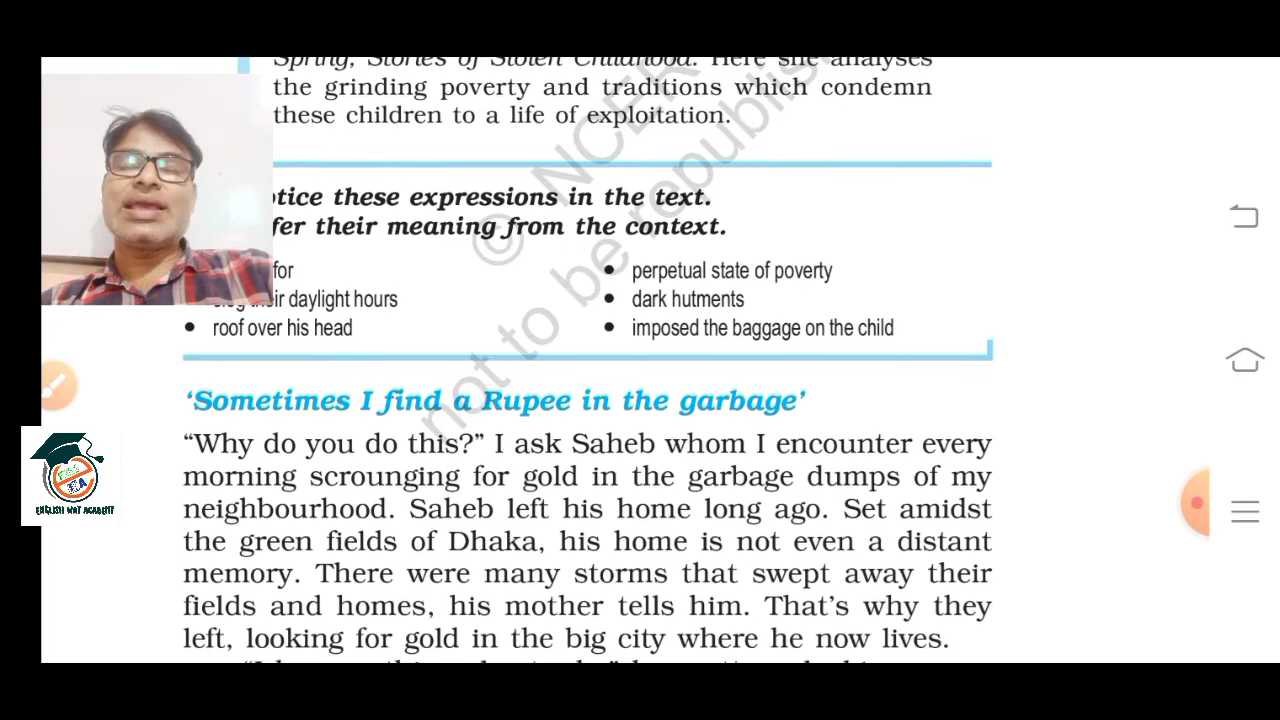 Spring, Stories of Stolen Childhood. Here she analyses
the grinding poverty and traditions which condemn
these children to a life of exploitation.
© NCER
not to be republis
tice these expressions in the text.
fer their meaning from the context.
for
their daylight hours
roof over his head
perpetual state of poverty
dark hutments
imposed the baggage on the child
‘Sometimes I find a Rupee in the garbage’
“Why do you do this?” I ask Saheb whom I encounter every
morning scrounging for gold in the garbage dumps of my
neighbourhood. Saheb left his home long ago. Set amidst
the green fields of Dhaka, his home is not even a distant
memory. There were many storms that swept away their
fields and homes, his mother tells him. That’s why they
left, looking for gold in the big city where he now lives.
ENGLISH WAY ACADEMY